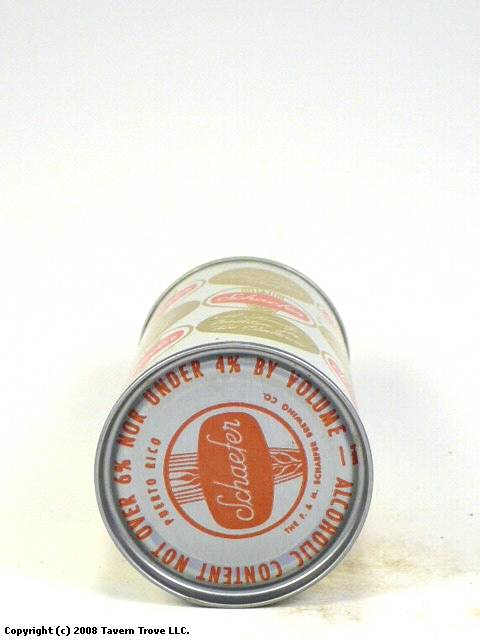 Schaefer
ALCOHOLIC CONTENT NOT OVER 6% NOR UNDER 4% BY VOLUME —
PUERTO RICO
Schaefer
THE F. & M. SCHAEFER BREWING CO.
Copyright (c) 2008 Tavern Trove LLC.